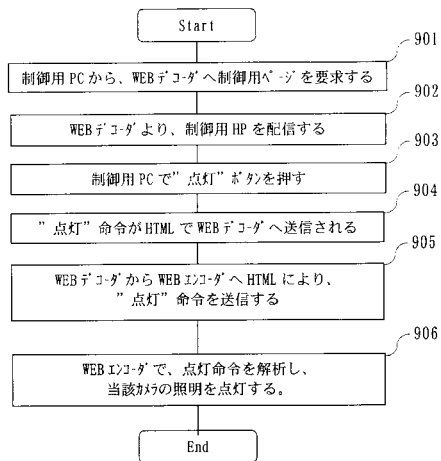 Start
901
制御用PCから、WEBデコーダへ制御用ページを要求する
902
WEBデコーダより、制御用HPを配信する
903
制御用PCで”点灯”ボタンを押す
904
”点灯”命令がHTMLでWEBデコーダへ送信される
905
WEBデコーダからWEBエンコーダへHTMLにより、
”点灯”命令を送信する
906
WEBエンコーダで、点灯命令を解析し、
当該カメラの照明を点灯する。
End